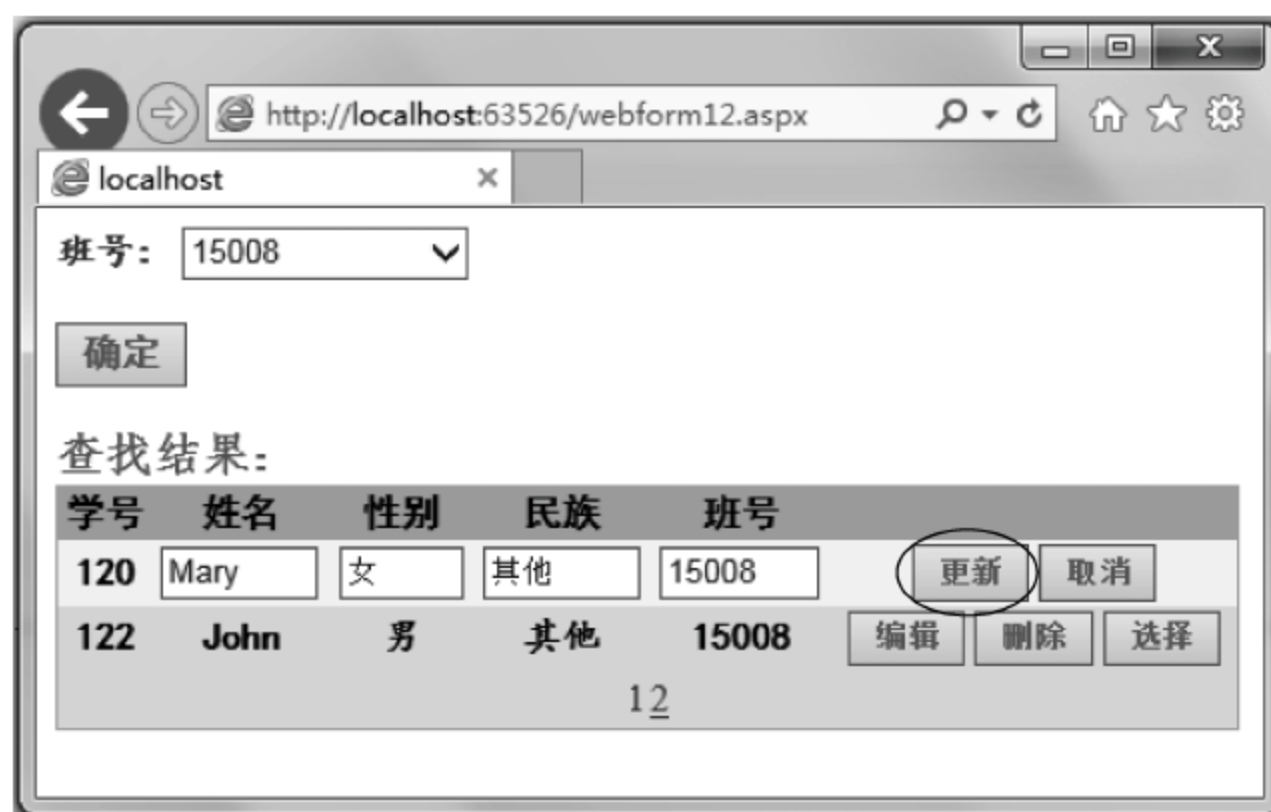 http://localhost:63526/webform12.aspx
localhost
班号： 15008
确定
查找结果：
学号 姓名 性别 民族 班号
120 Mary 女 其他 15008 更新 取消
122 John 男 其他 15008 编辑 删除 选择
1 2